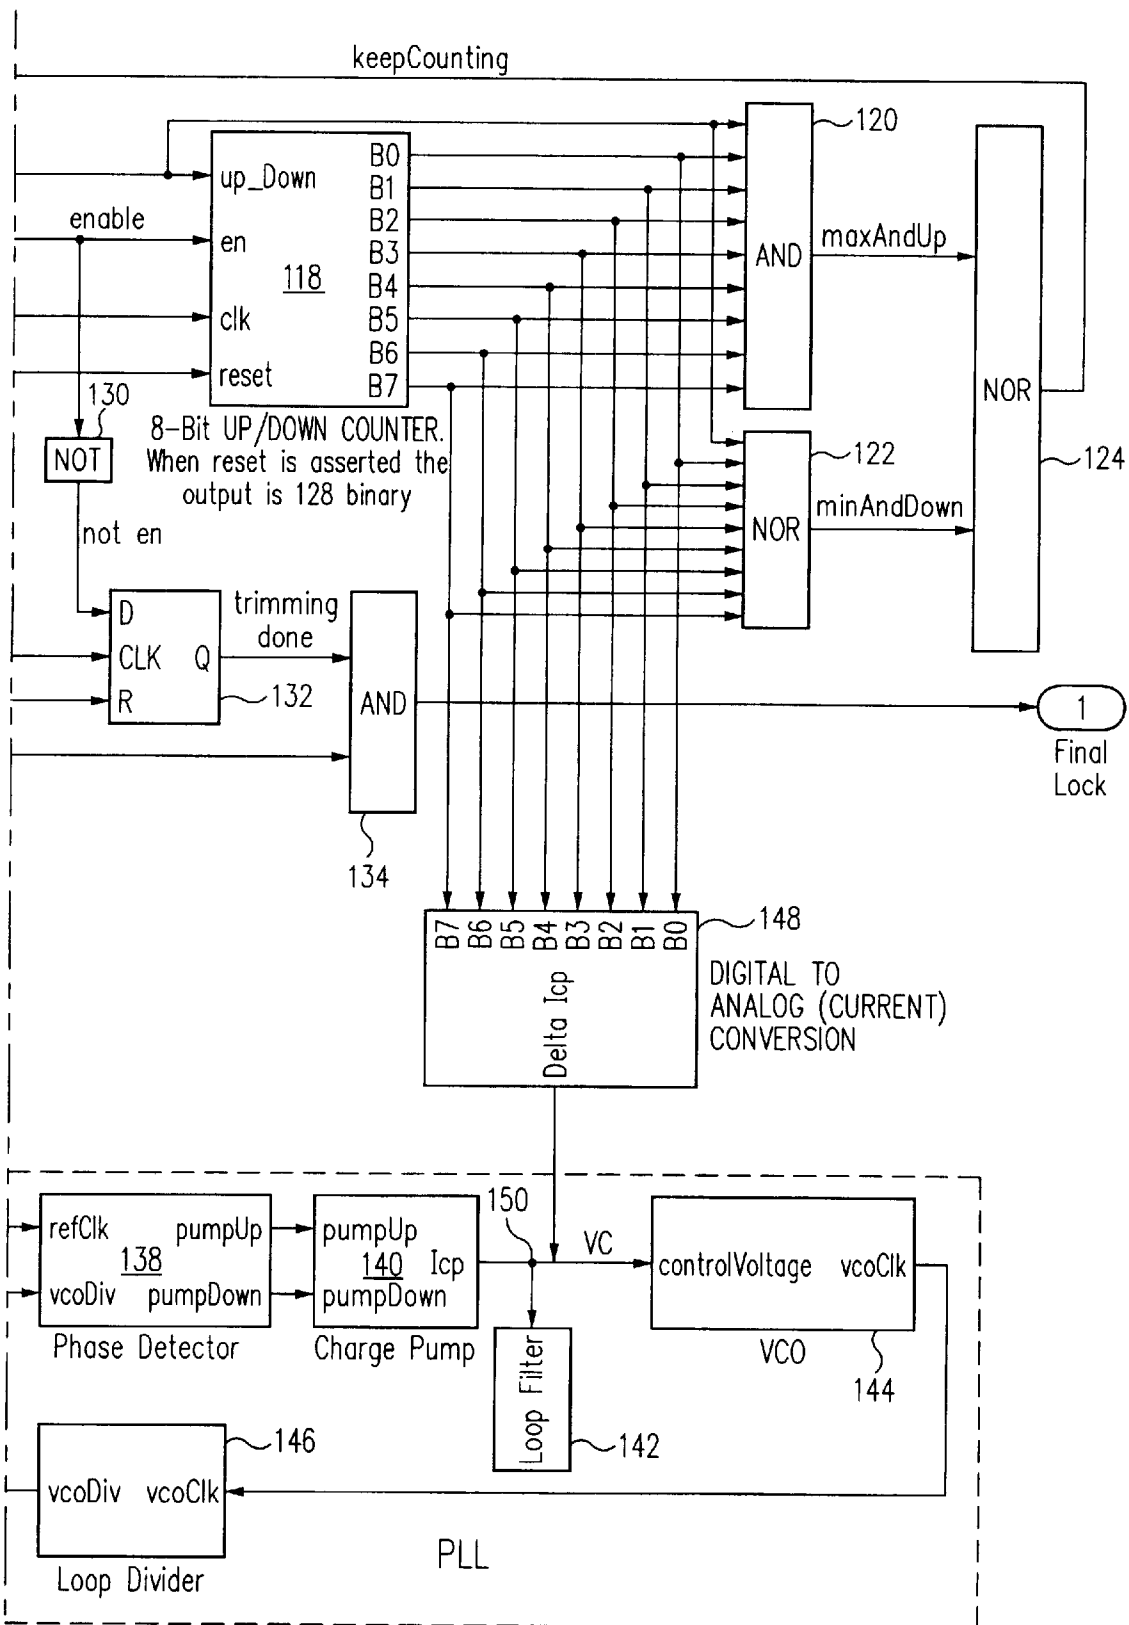 keepCounting
120
up_Down
B0
B1
B2
B3
B4
B5
B6
B7
enable
en
118
clk
reset
AND
maxAndUp
NOR
124
130
NOT
8-Bit UP/DOWN COUNTER.
When reset is asserted the
output is 128 binary
122
NOR
minAndDown
not en
D
CLK Q
R
132
trimming
done
AND
134
1
Final
Lock
B7
B6
B5
B4
B3
B2
B1
B0
Delta Icp
148
DIGITAL TO
ANALOG (CURRENT)
CONVERSION
refClk pumpUp
138
vcoDiv pumpDown
Phase Detector
pumpUp
140 Icp
pumpDown
Charge Pump
150
VC
controlVoltage vcoClk
VCO
144
Loop Filter
142
146
vcoDiv vcoClk
Loop Divider
PLL